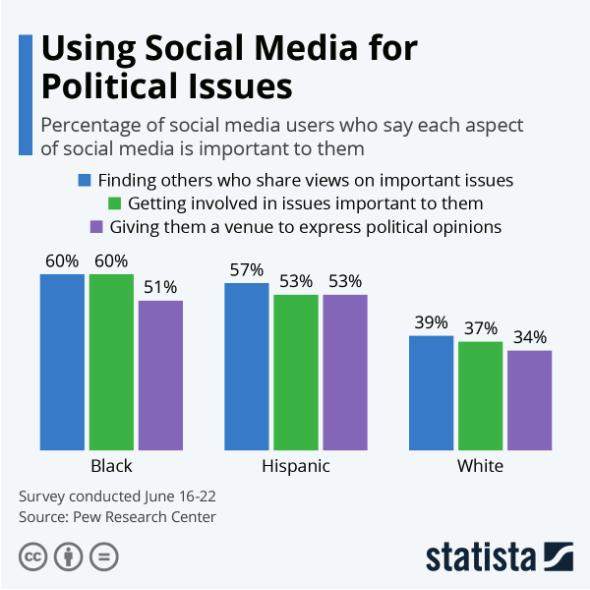 Using Social Media for
Political Issues
Percentage of social media users who say each aspect
of social media is important to them
Finding others who share views on important issues
Getting involved in issues important to them
Giving them a venue to express political opinions
60% 60% 51% 57% 53% 53% 39% 37% 34%
Black Hispanic White
Survey conducted June 16-22
Source: Pew Research Center
cc = statista